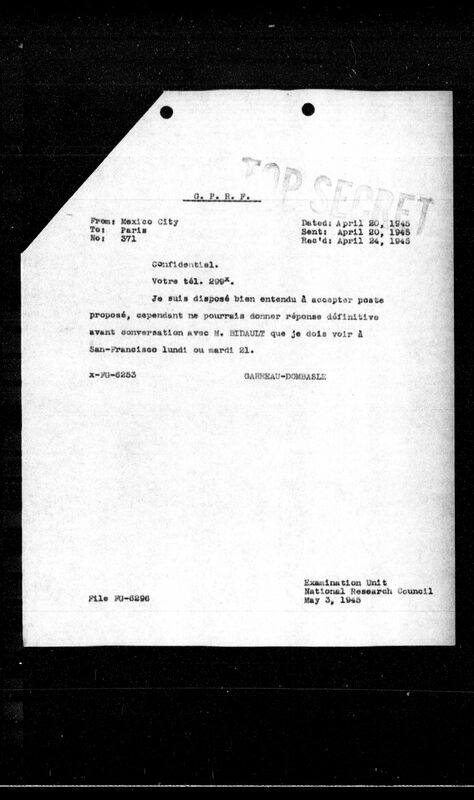 TOP SECRET
G. P. R. F.
From: Mexico City
To: Paris
No: 371
Dated: April 20, 1945
Sent: April 20, 1945
Rec'd: April 24, 1945
Confidentiel.
Votre tél. 299x.
Je suis disposé bien entendu à accepter poste
proposé, cependant ne pourrais donner réponse définitive
avant conversation avec M. BIDAULT que je dois voir à
San-Francisco lundi ou mardi 21.
x-FG-6253
GARREAU-DOMBASLE
File FG-6296
Examination Unit
National Research Council
May 3, 1945